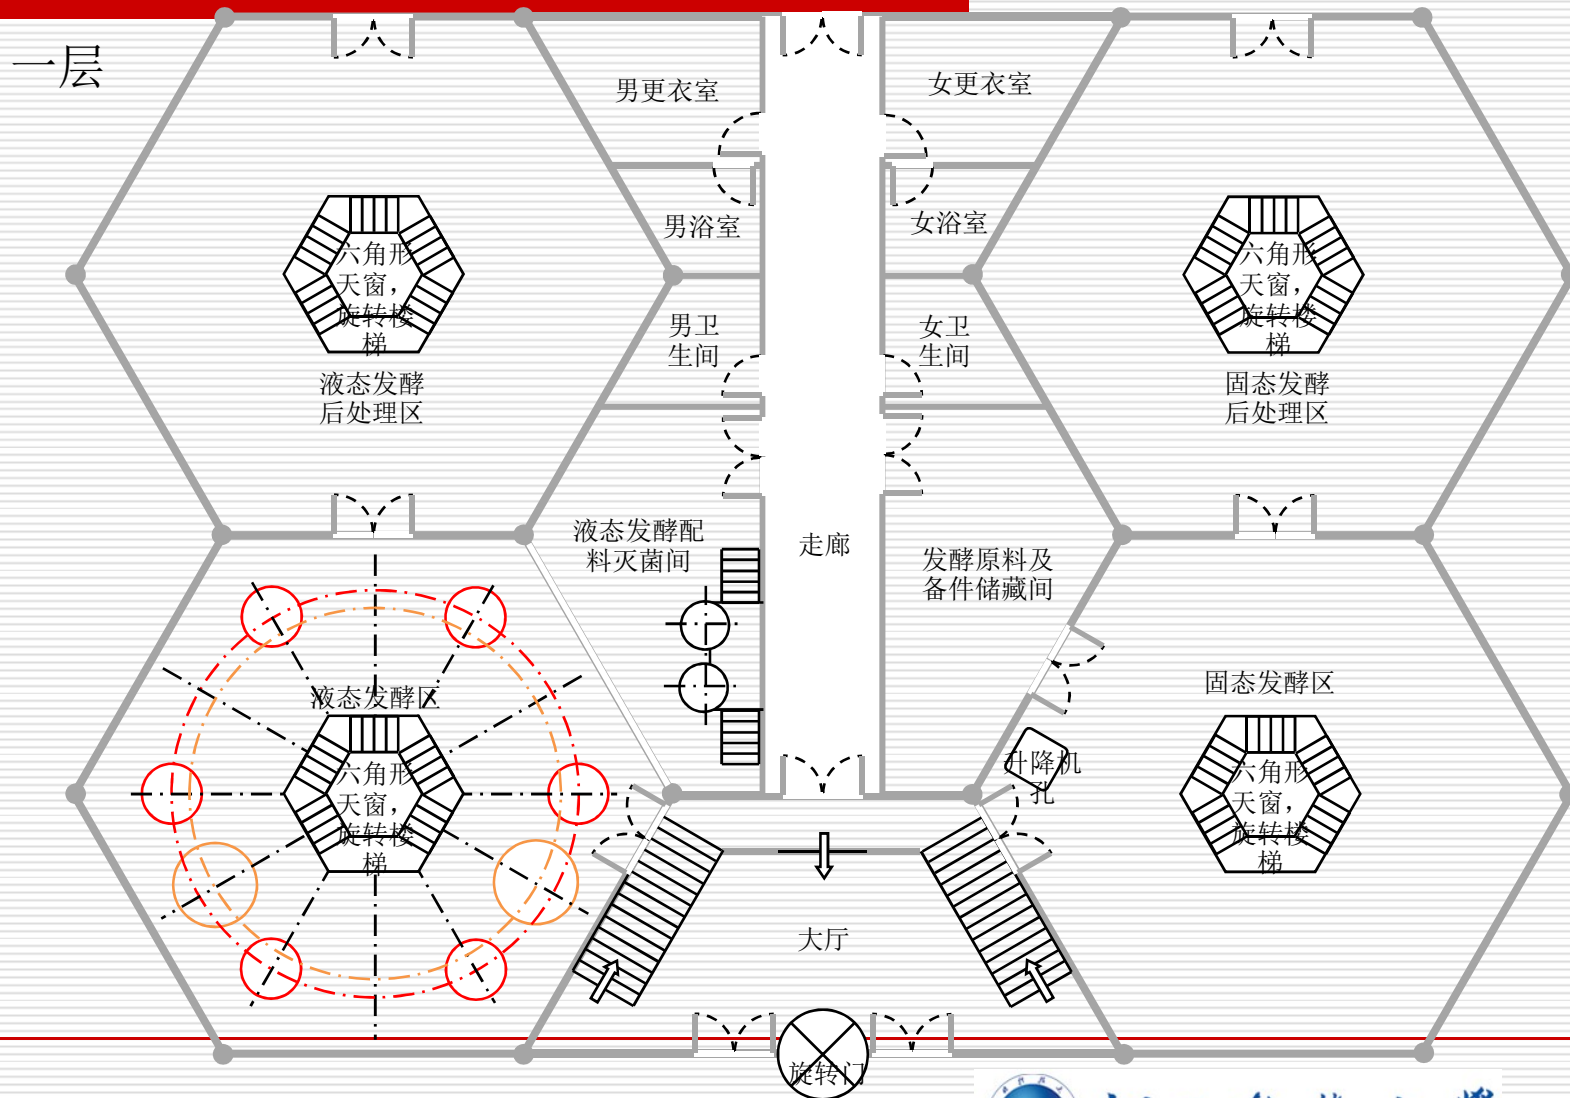 一层
男更衣室
女更衣室
男浴室
女浴室
六角形
天窗，
旋转楼
梯
六角形
天窗，
旋转楼
梯
男卫
生间
女卫
生间
液态发酵
后处理区
固态发酵
后处理区
液态发酵配
料灭菌间
走廊
发酵原料及
备件储藏间
液态发酵区
固态发酵区
六角形
天窗，
旋转楼
梯
升降机
孔
六角形
天窗，
旋转楼
梯
大厅
旋转门